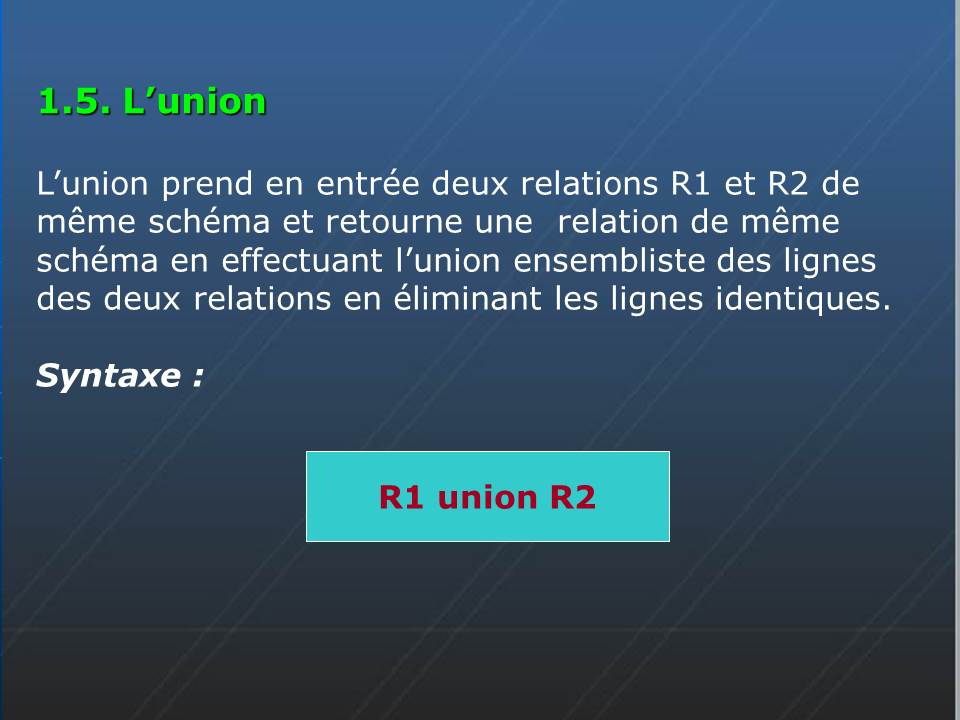 1.5. L’union
L’union prend en entrée deux relations R1 et R2 de
même schéma et retourne une  relation de même
schéma en effectuant l’union ensembliste des lignes
des deux relations en éliminant les lignes identiques.
Syntaxe :
R1 union R2